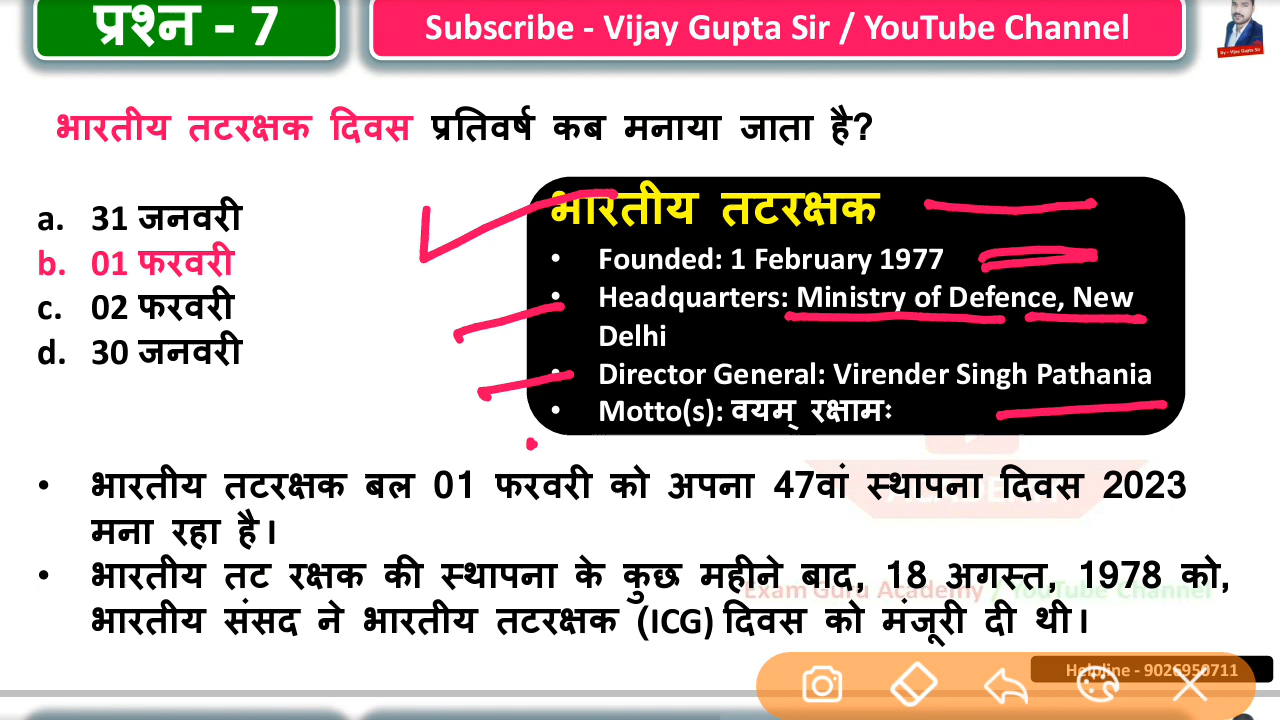 प्रश्न - 7
Subscribe - Vijay Gupta Sir / YouTube Channel
By - Vijay Gupta Sir
भारतीय तटरक्षक दिवस प्रतिवर्ष कब मनाया जाता है?
a. 31 जनवरी
b. 01 फरवरी
c. 02 फरवरी
d. 30 जनवरी
भारतीय तटरक्षक
• Founded: 1 February 1977
• Headquarters: Ministry of Defence, New
Delhi
• Director General: Virender Singh Pathania
• Motto(s): वयम् रक्षामः
• भारतीय तटरक्षक बल 01 फरवरी को अपना 47वां स्थापना दिवस 2023
मना रहा है।
• भारतीय तट रक्षक की स्थापना के कुछ महीने बाद, 18 अगस्त, 1978 को,
Exam Guru Academy / YouTube Channel
भारतीय संसद ने भारतीय तटरक्षक (ICG) दिवस को मंजूरी दी थी।
Helpline - 9026950711